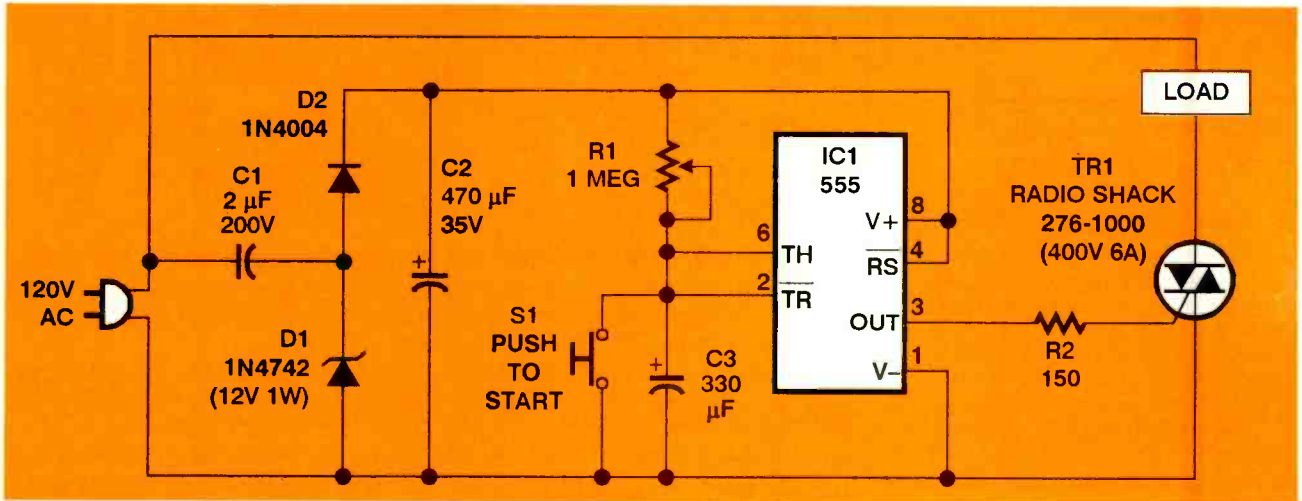 LOAD
D2
1N4004
C1
2 µF
200V
C2
470 µF
35V
+
R1
1 MEG
IC1
555
TR1
RADIO SHACK
276-1000
(400V 6A)
8
V+
6
TH
4
RS
2
TR
120V
AC
OUT
3
S1
PUSH
TO
START
D1
1N4742
(12V 1W)
+
C3
330
µF
1
V–
R2
150